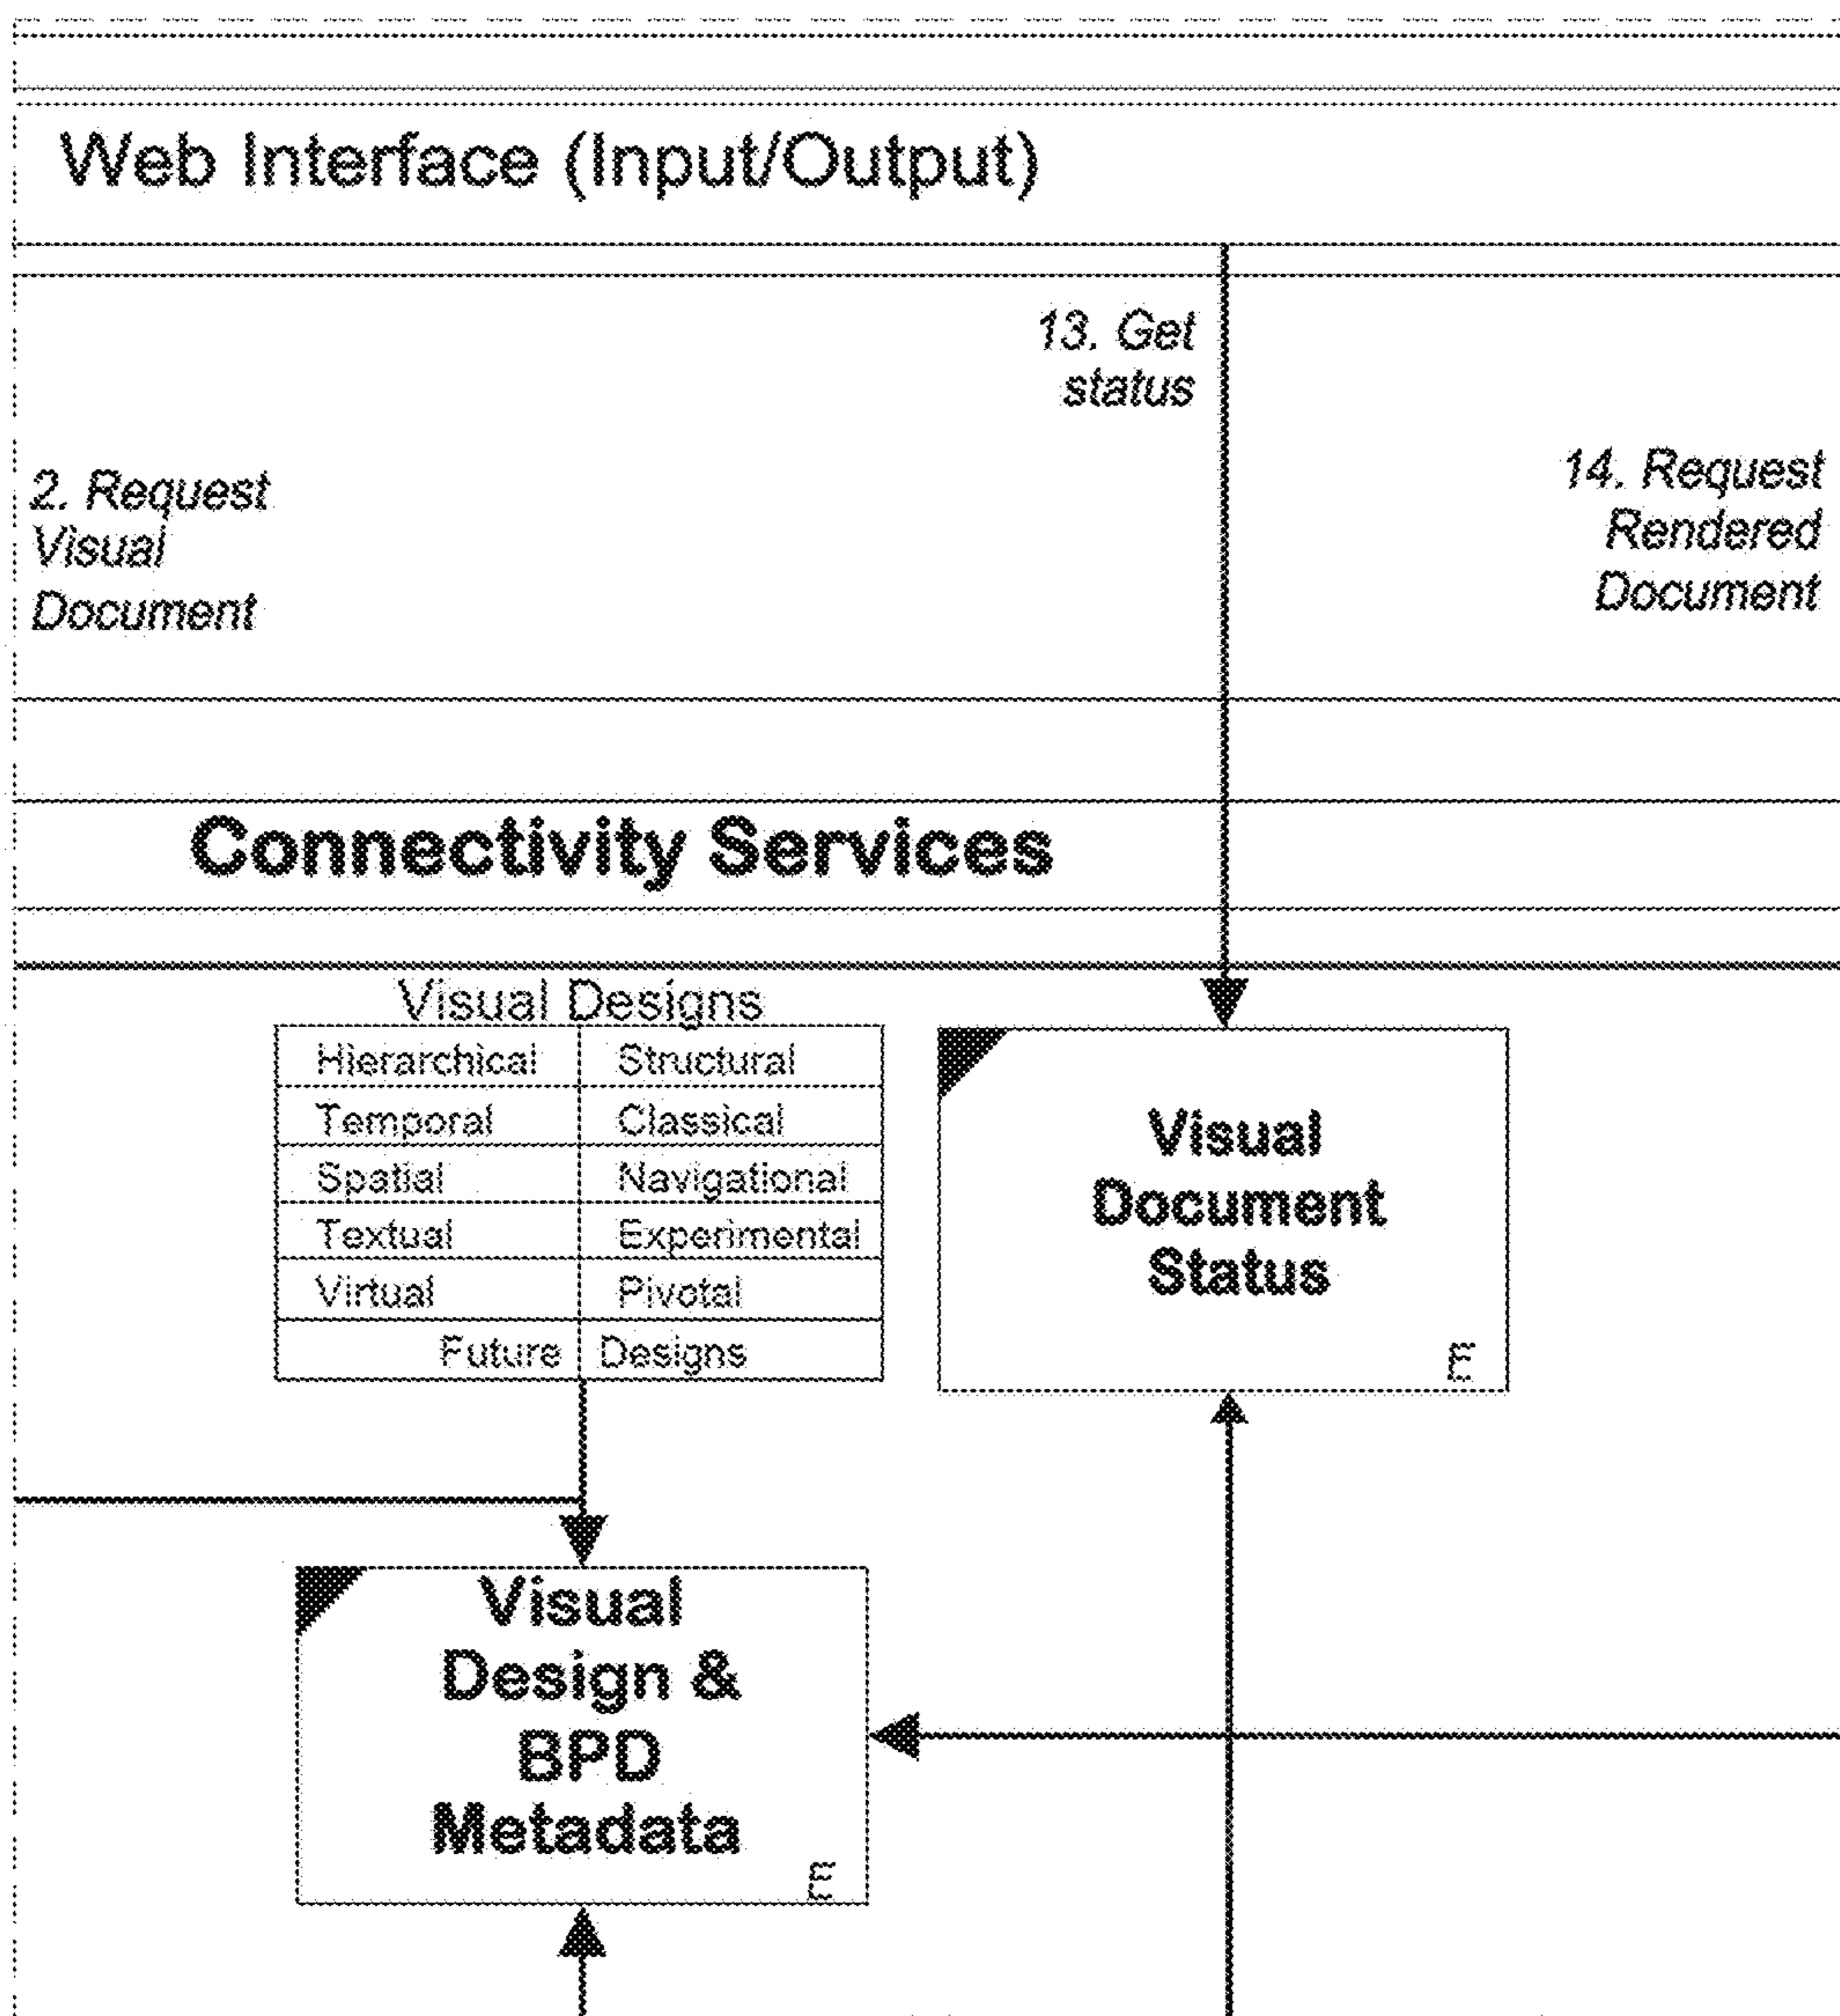 Web Interface (Input/Output)
13. Get
status
2. Request
Visual
Document
14. Request
Rendered
Document
Connectivity Services
Visual Designs
Hierarchical Structural
Temporal Classical
Spatial Navigational
Textual Experimental
Virtual Pivotal
Future Designs
Visual
Document
Status
E
Visual
Design &
BPD
Metadata
E